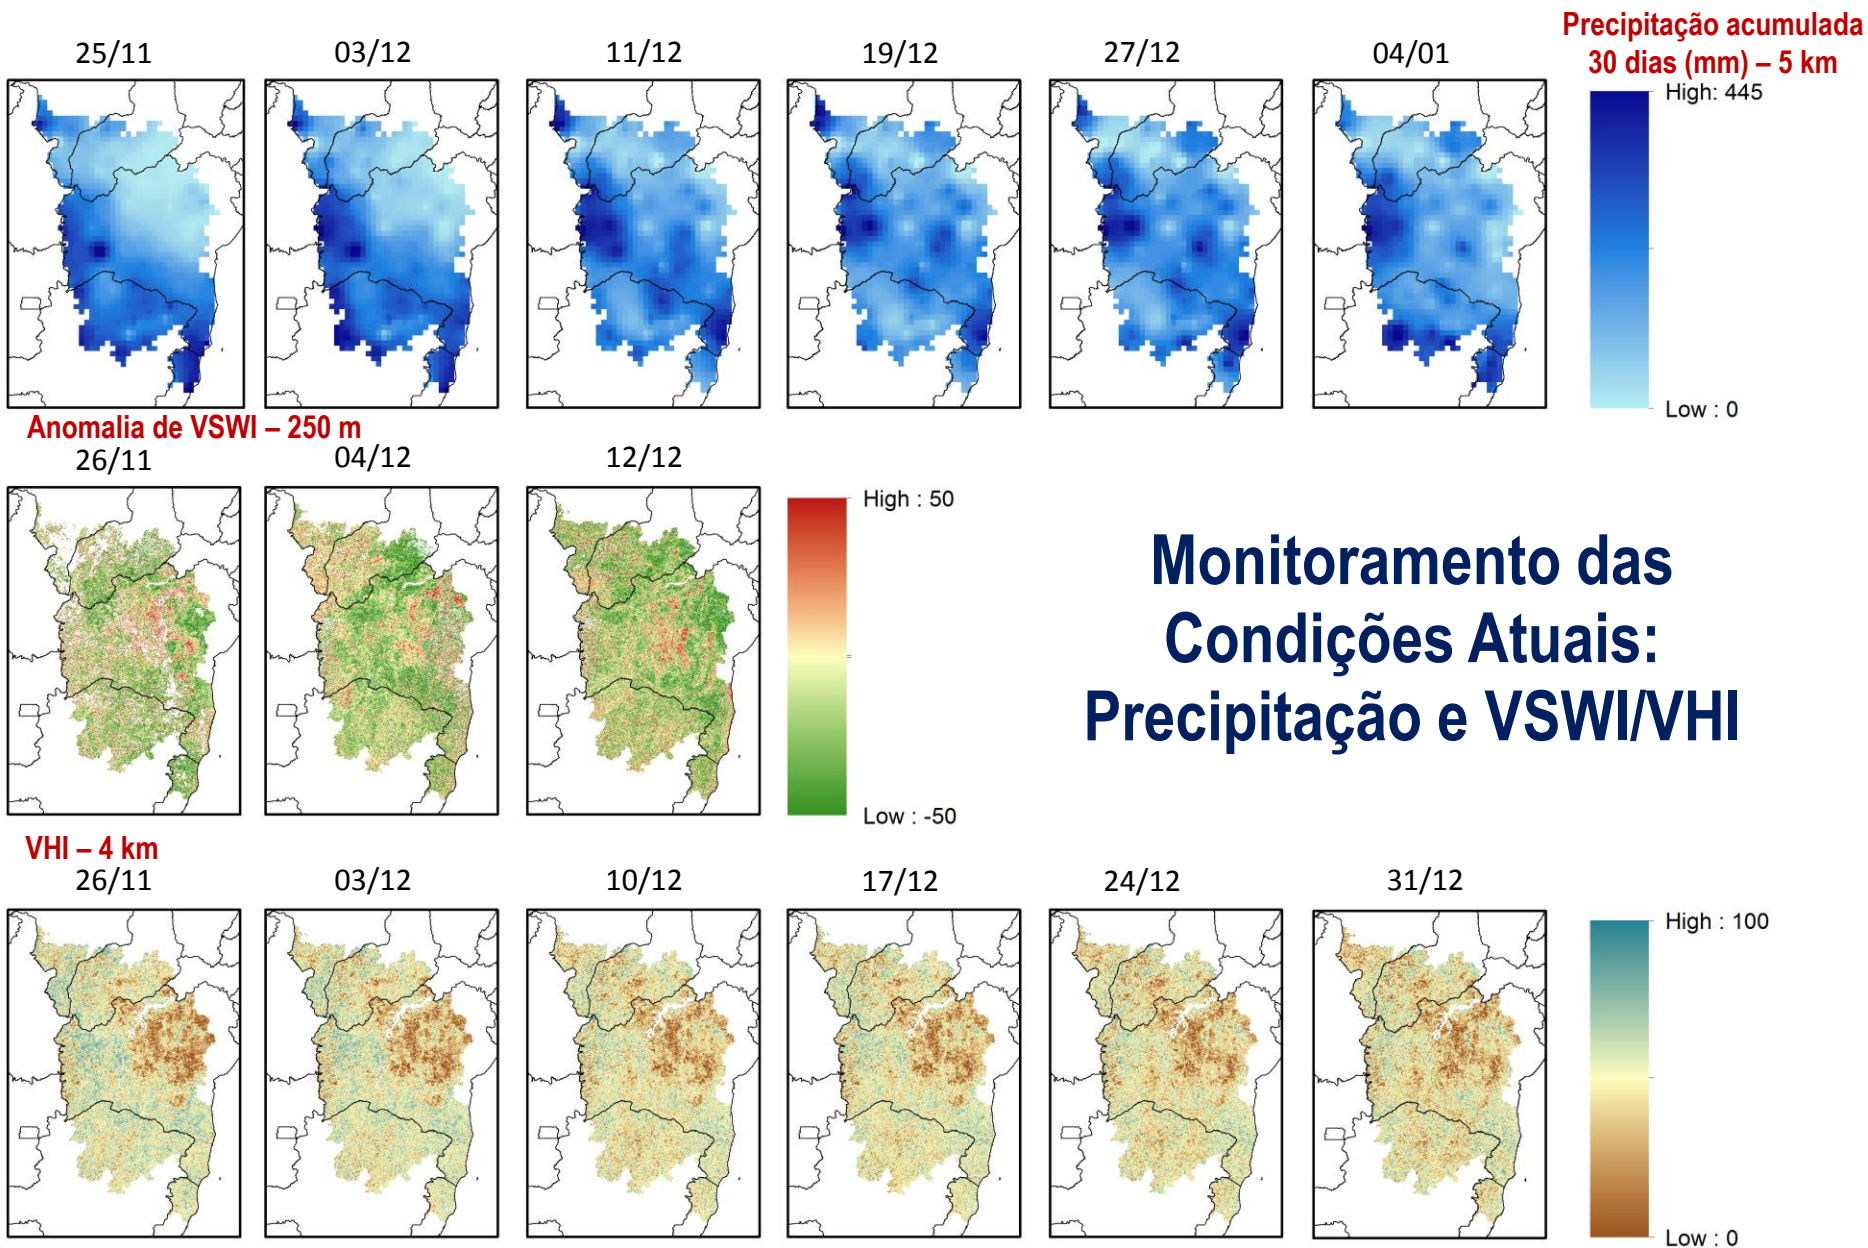 Precipitação acumulada
30 dias (mm) – 5 km
25/11
03/12
11/12
19/12
27/12
04/01
High: 445
Low : 0
Anomalia de VSWI – 250 m
26/11
04/12
12/12
High : 50
Low : -50
Monitoramento das
Condições Atuais:
Precipitação e VSWI/VHI
VHI – 4 km
26/11
03/12
10/12
17/12
24/12
31/12
High : 100
Low : 0